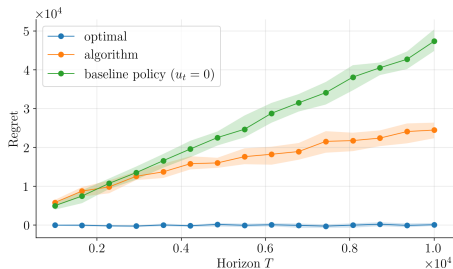 ×10⁴
5
4
3
2
1
0
Regret
optimal
algorithm
baseline policy (uₜ = 0)
0.2 0.4 0.6 0.8 1.0
×10⁴
Horizon T